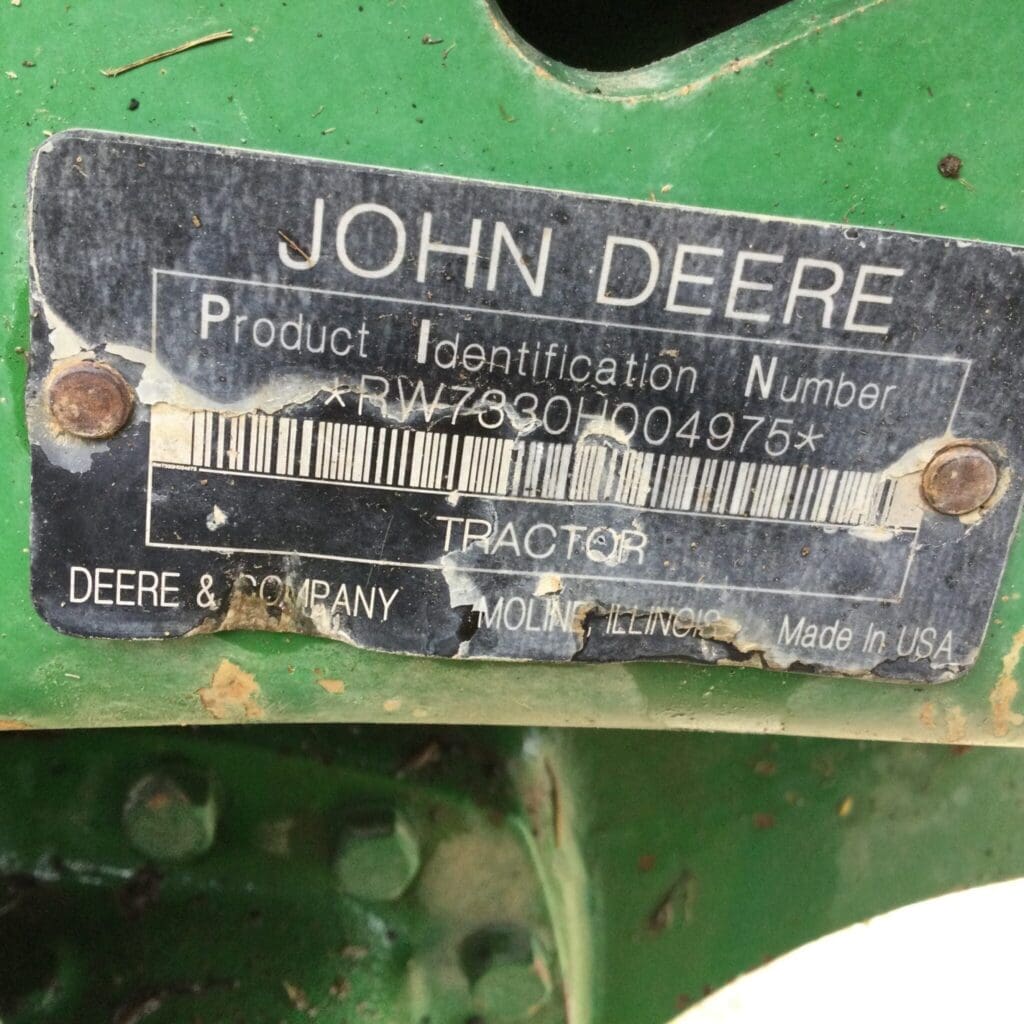 JOHN DEERE
Product Identification Number
*RW7330H004975*
TRACTOR
DEERE & COMPANY MOLINE, ILLINOIS Made In USA